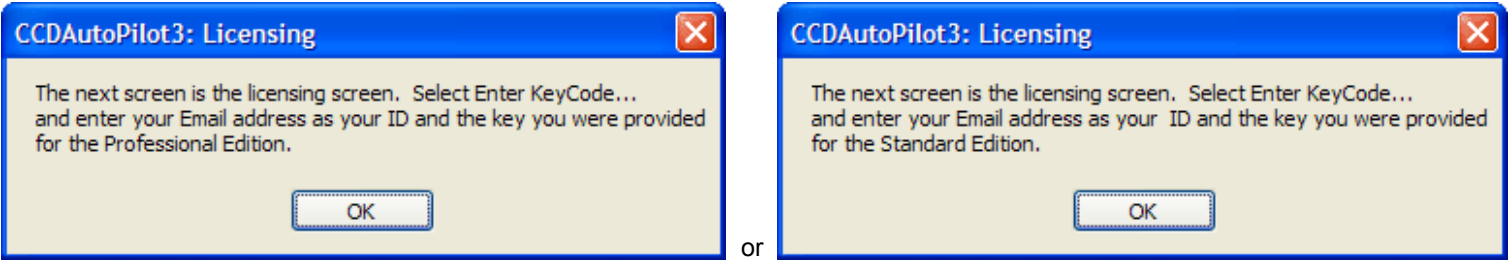 CCDAutoPilot3: Licensing
The next screen is the licensing screen.  Select Enter KeyCode...
and enter your Email address as your ID and the key you were provided
for the Professional Edition.
OK
or
CCDAutoPilot3: Licensing
The next screen is the licensing screen.  Select Enter KeyCode...
and enter your Email address as your  ID and the key you were provided
for the Standard Edition.
OK